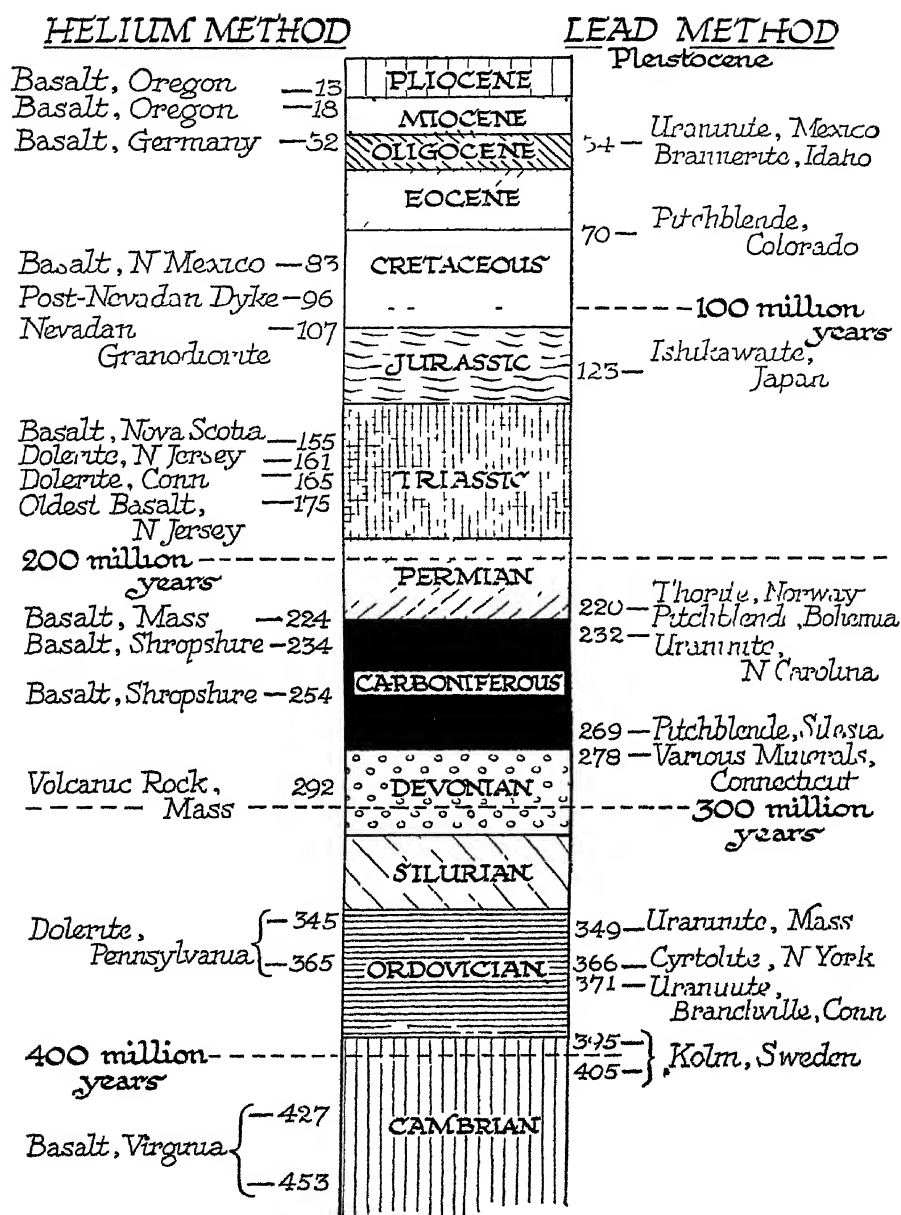 HELIUM METHOD
Basalt, Oregon — 13
Basalt, Oregon — 18
Basalt, Germany — 32
Basalt, N Mexico — 83
Post-Nevadan Dyke — 96
Nevadan — 107
Granodiorite
Basalt, Nova Scotia — 155
Dolerite, N Jersey — 161
Dolerite, Conn — 165
Oldest Basalt, — 175
N Jersey
200 million
years
Basalt, Mass — 224
Basalt, Shropshire — 234
Basalt, Shropshire — 254
Volcanic Rock, 292
Mass
Dolerite, — 345
Pennsylvania — 365
400 million
years
Basalt, Virginia — 427
— 453
PLIOCENE
MIOCENE
OLIGOCENE
EOCENE
CRETACEOUS
JURASSIC
TRIASSIC
PERMIAN
CARBONIFEROUS
DEVONIAN
SILURIAN
ORDOVICIAN
CAMBRIAN
LEAD METHOD
Pleistocene
Uraninite, Mexico
Brannerite, Idaho
70 — Pitchblende,
Colorado
100 million
years
123 — Ishikawaite,
Japan
220 — Thorite, Norway
Pitchblend, Bohemia
232 — Uraninite,
N Carolina
269 — Pitchblende, Silesia
278 — Various Minerals,
Connecticut
300 million
years
349 — Uraninite, Mass
366 — Cyrtolite, N York
371 — Uraninite,
Branchville, Conn
395
405 — Kolm, Sweden